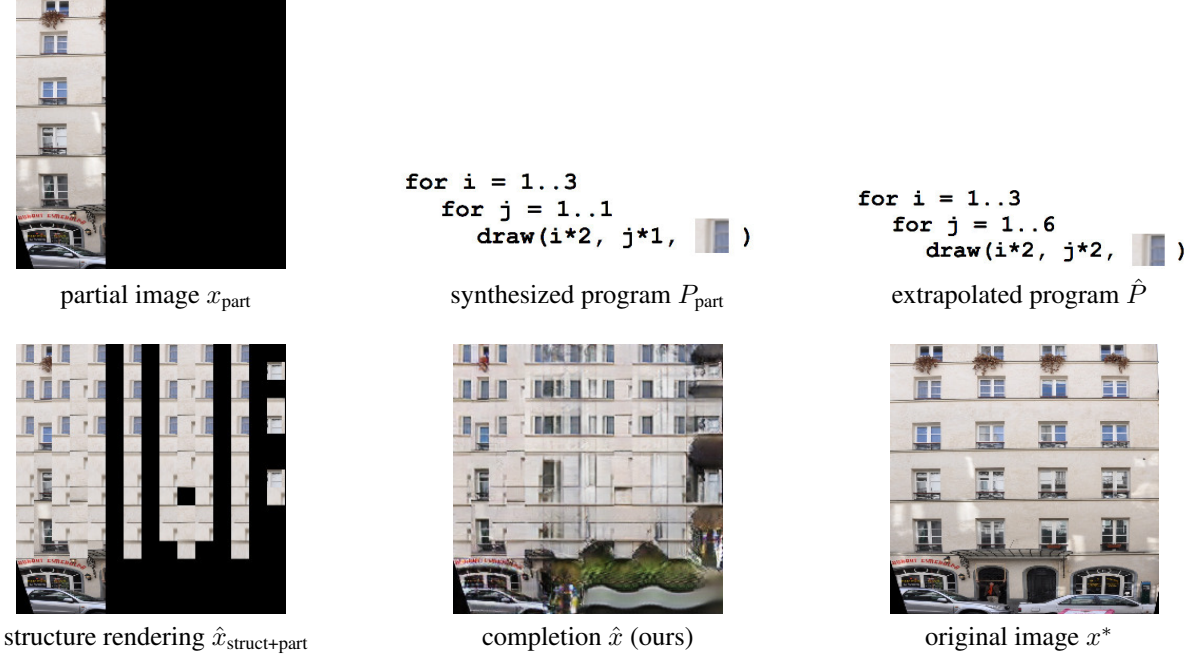 for i = 1..3
for j = 1..1
draw(i*2, j*1, )
for i = 1..3
for j = 1..6
draw(i*2, j*2, )
partial image x_part
synthesized program P_part
extrapolated program P̂
structure rendering x̂_struct+part
completion x̂ (ours)
original image x*